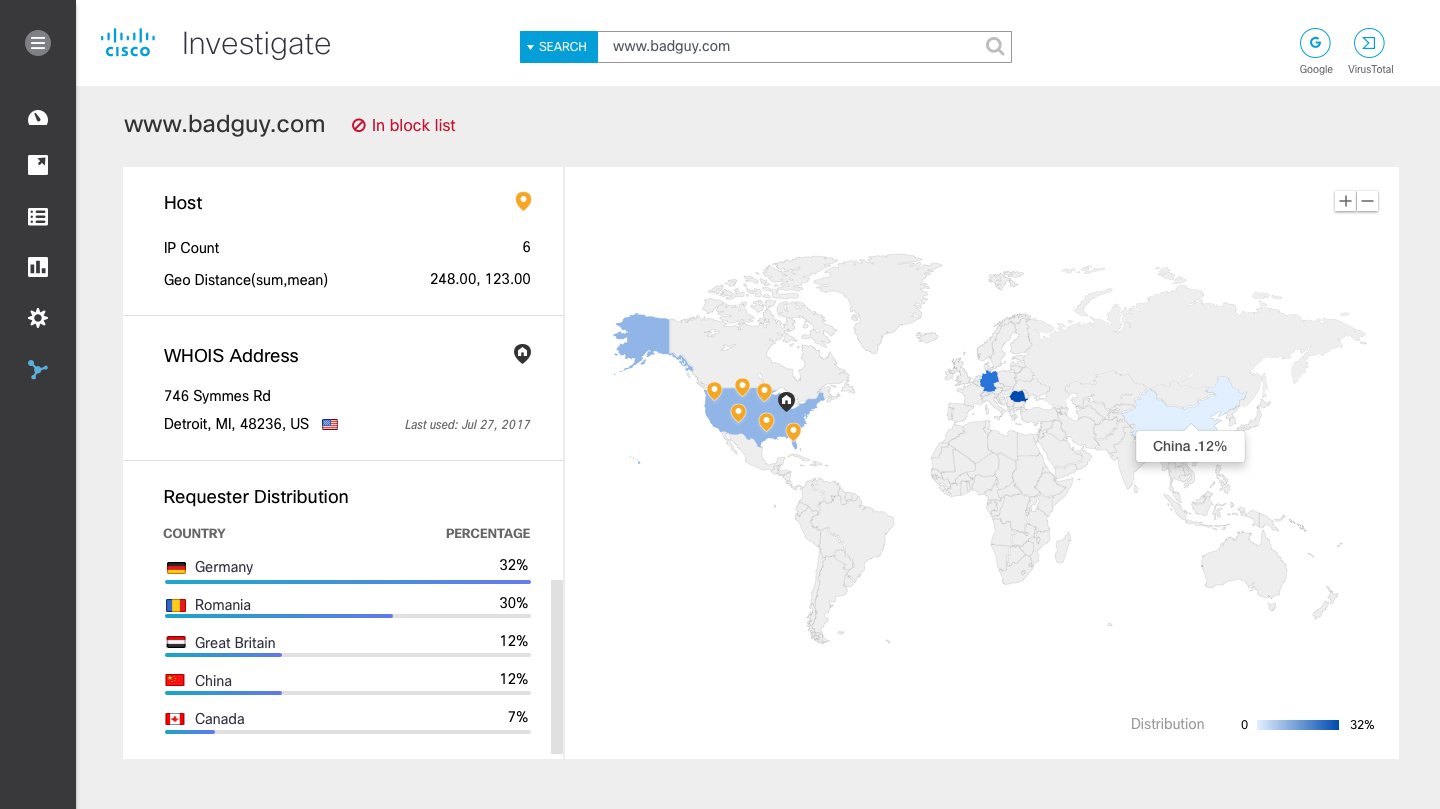 CISCO
Investigate
SEARCH
www.badguy.com
G
Google
VirusTotal
www.badguy.com
In block list
Host
IP Count 6
Geo Distance(sum,mean) 248.00, 123.00
WHOIS Address
746 Symmes Rd
Detroit, MI, 48236, US
Last used: Jul 27, 2017
Requester Distribution
COUNTRY PERCENTAGE
Germany 32%
Romania 30%
Great Britain 12%
China 12%
Canada 7%
+ −
China .12%
Distribution 0 32%